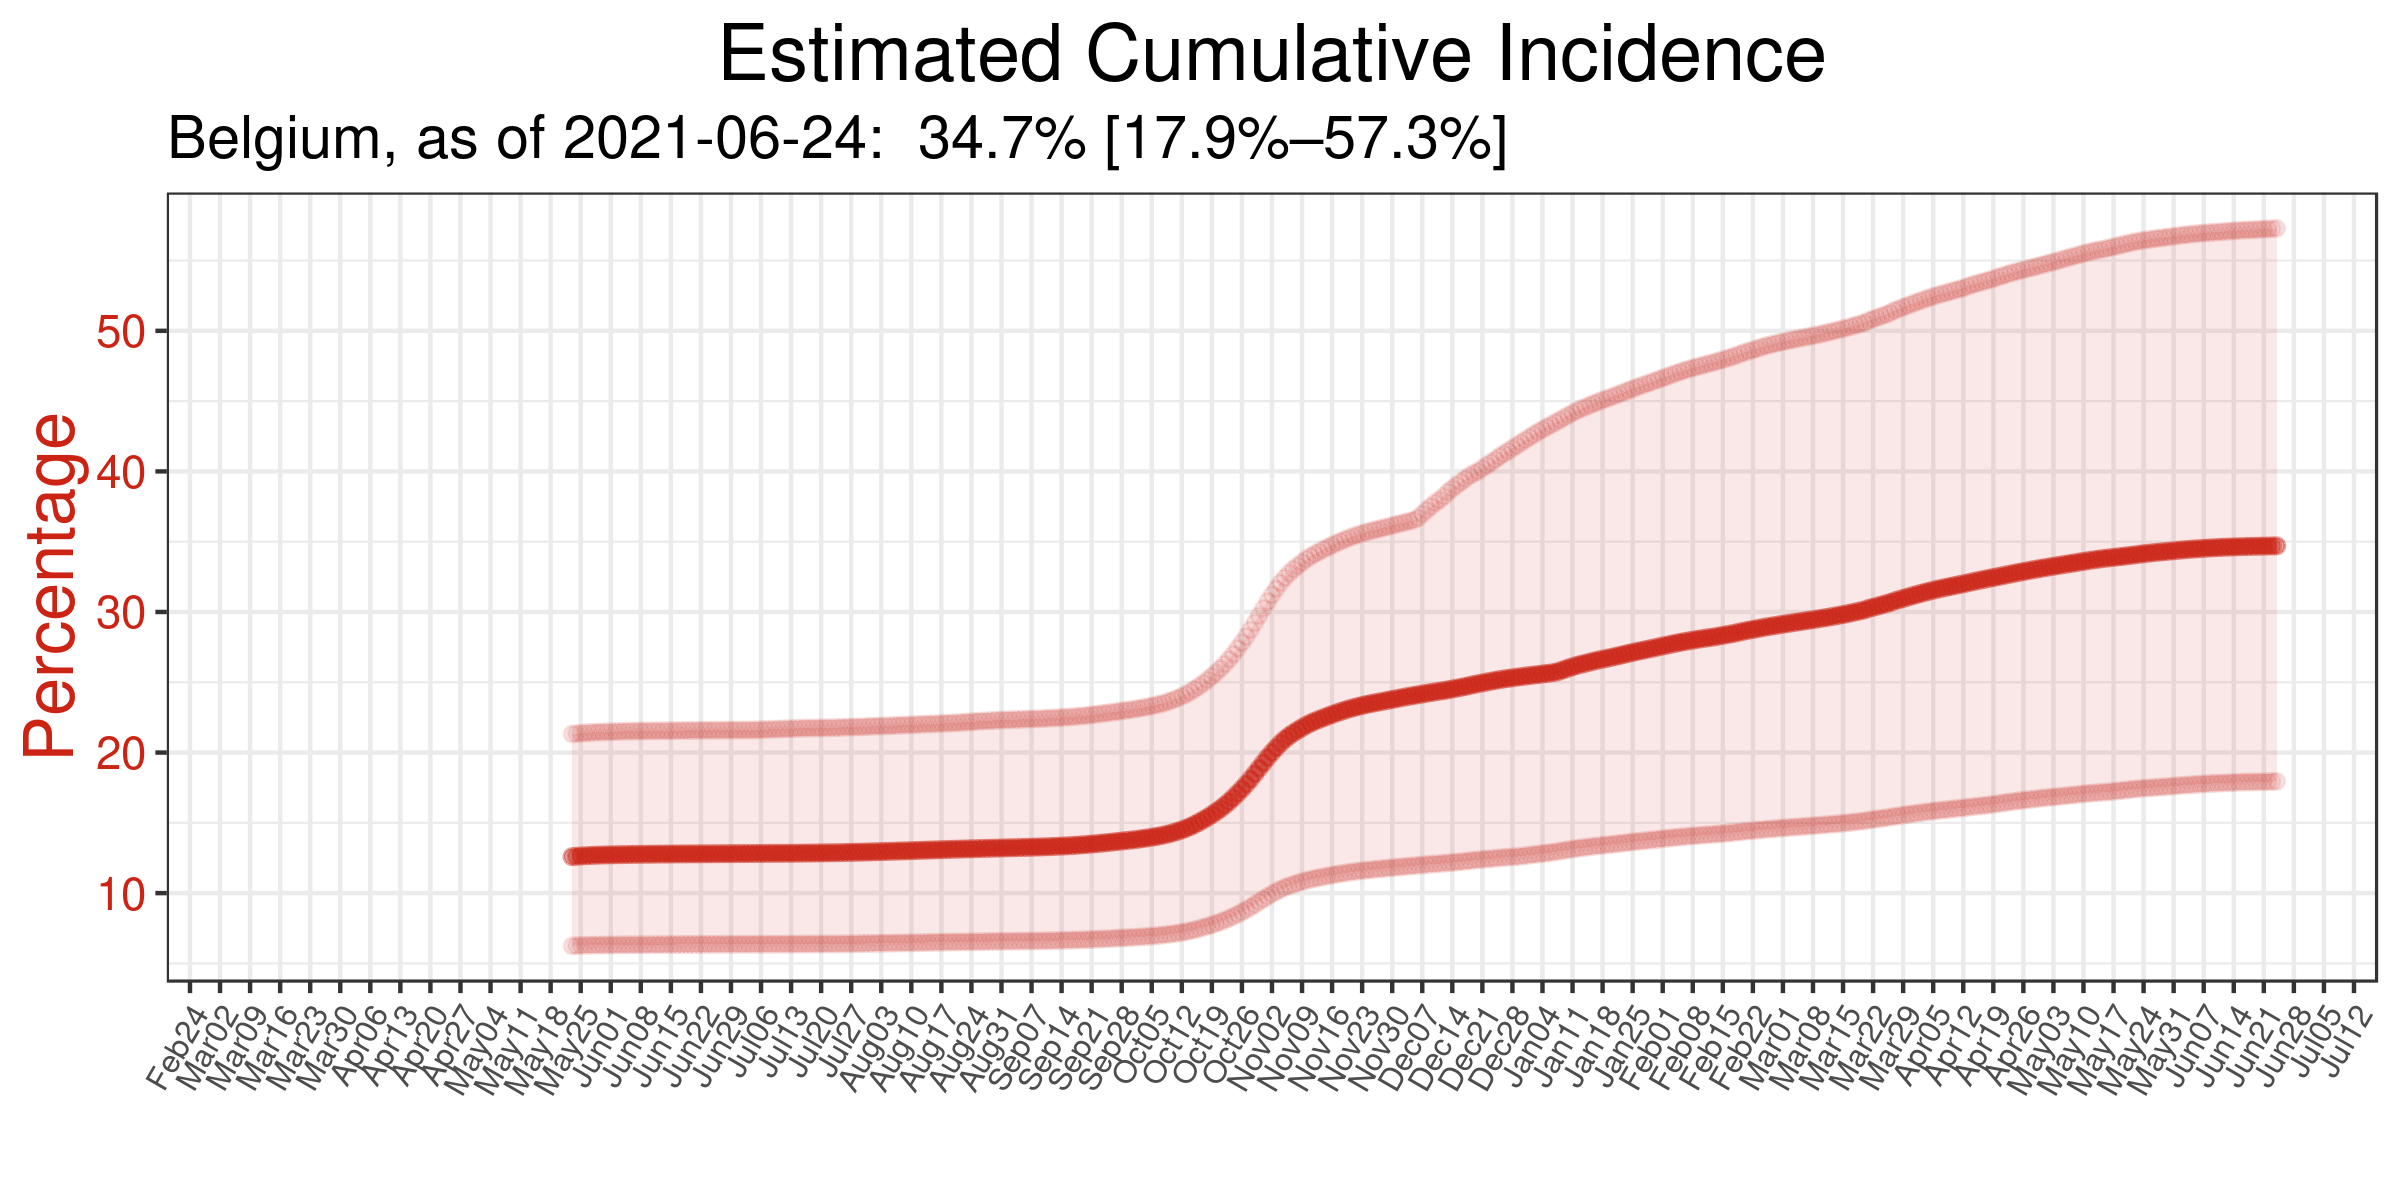 Estimated Cumulative Incidence
Belgium, as of 2021-06-24:  34.7% [17.9%–57.3%]
Percentage
50
40
30
20
10
Feb24
Mar02
Mar09
Mar16
Mar23
Mar30
Apr06
Apr13
Apr20
Apr27
May04
May11
May18
May25
Jun01
Jun08
Jun15
Jun22
Jun29
Jul06
Jul13
Jul20
Jul27
Aug03
Aug10
Aug17
Aug24
Aug31
Sep07
Sep14
Sep21
Sep28
Oct05
Oct12
Oct19
Oct26
Nov02
Nov09
Nov16
Nov23
Nov30
Dec07
Dec14
Dec21
Dec28
Jan04
Jan11
Jan18
Jan25
Feb01
Feb08
Feb15
Feb22
Mar01
Mar08
Mar15
Mar22
Mar29
Apr05
Apr12
Apr19
Apr26
May03
May10
May17
May24
May31
Jun07
Jun14
Jun21
Jun28
Jul05
Jul12